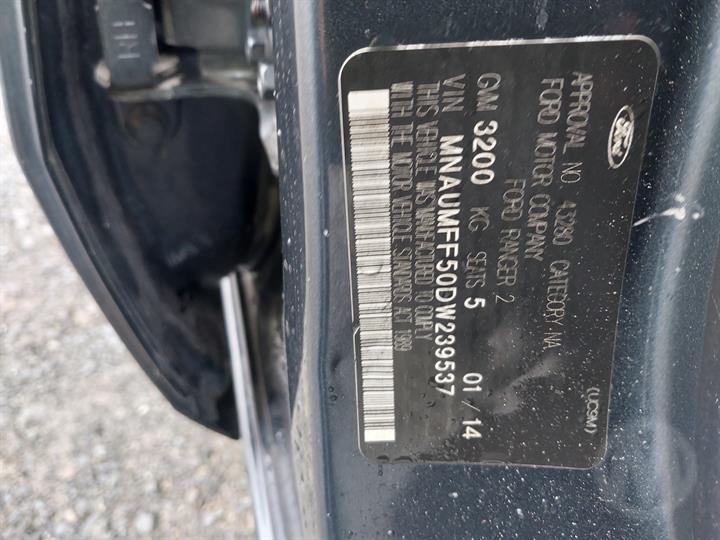 Ford
APPROVAL NO 43280 CATEGORY NA
FORD MOTOR COMPANY
FORD RANGER 2
GVM 3200 KG SEATS 5 01/14
VIN MNAUMFF50DW239537
THIS VEHICLE WAS MANUFACTURED TO COMPLY
WITH THE MOTOR VEHICLE STANDARDS ACT 1989
(UC9M)